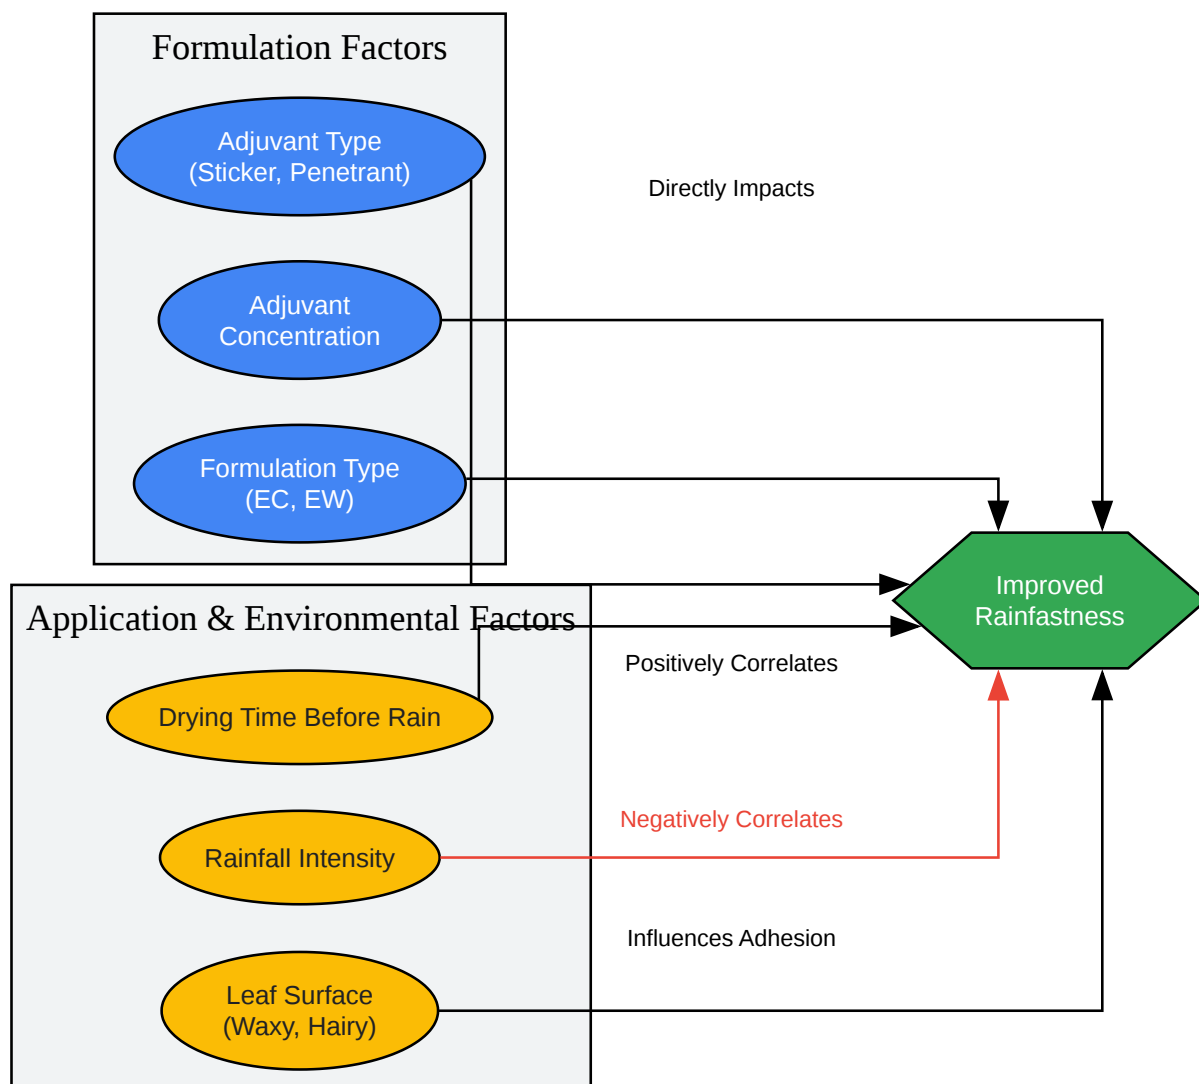 Formulation Factors
Adjuvant Type
(Sticker, Penetrant)
Directly Impacts
Adjuvant
Concentration
Formulation Type
(EC, EW)
Improved
Rainfastness
Application & Environmental Factors
Positively Correlates
Drying Time Before Rain
Negatively Correlates
Rainfall Intensity
Influences Adhesion
Leaf Surface
(Waxy, Hairy)